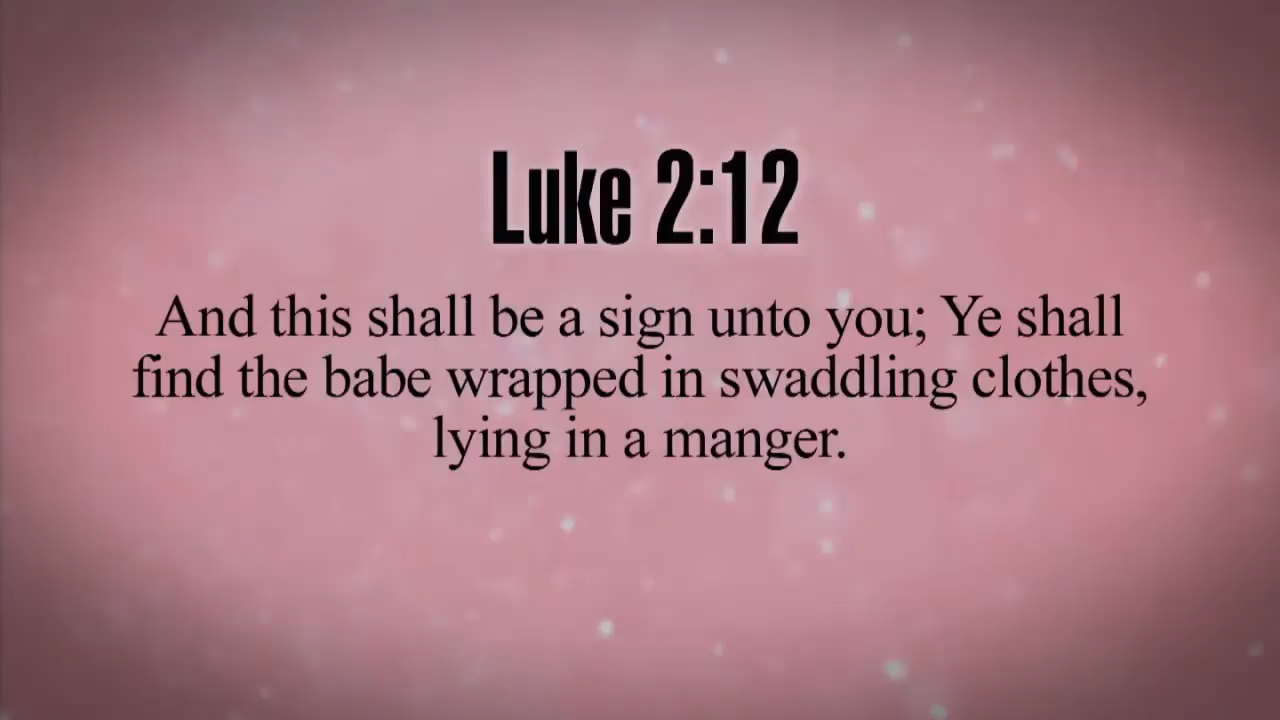 Luke 2:12
And this shall be a sign unto you; Ye shall
find the babe wrapped in swaddling clothes,
lying in a manger.